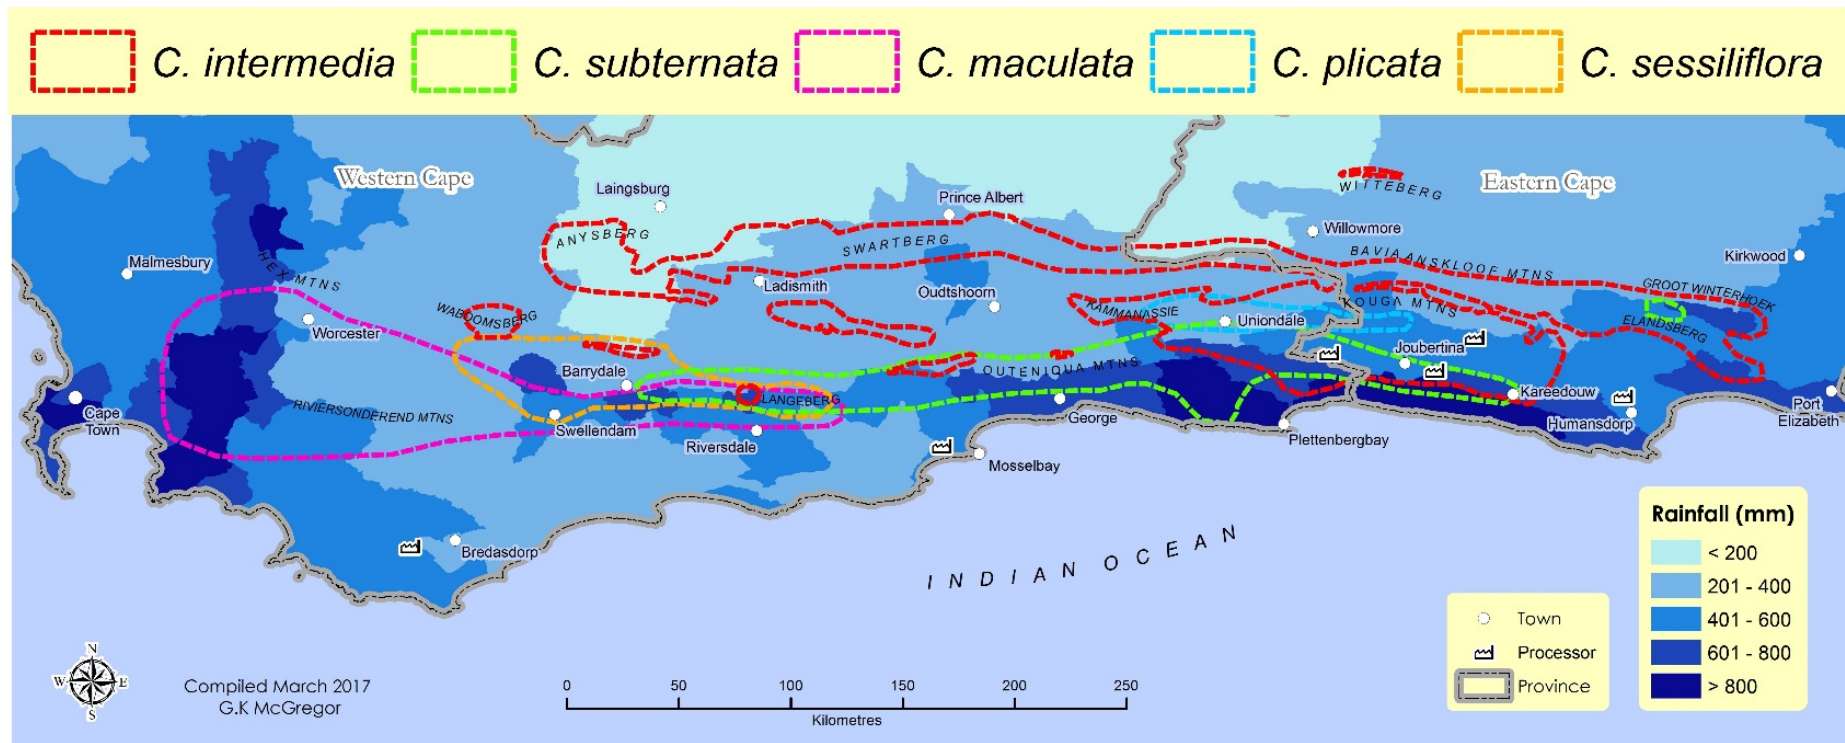 C. intermedia
C. subternata
C. maculata
C. plicata
C. sessiliflora
Western Cape
Eastern Cape
Laingsburg
Prince Albert
WITTEBERG
Willowmore
ANYSBERG
SWARTBERG
BAVIAANSKLOOF MTNS
Malmesbury
HEX MTNS
Kirkwood
Ladismith
Oudtshoorn
GROOT WINTERHOEK
WABOOMSBERG
KAMMANASSIE
KOUGA MTNS
Worcester
Uniondale
ELANDSBERG
Joubertina
Barrydale
OUTENIQUA MTNS
LANGEBERG
Kareedouw
Cape
Town
RIVIERSONDEREND MTNS
Swellendam
Riversdale
George
Plettenbergbay
Humansdorp
Port
Elizabeth
Mosselbay
Bredasdorp
INDIAN OCEAN
Rainfall (mm)
< 200
201 - 400
401 - 600
601 - 800
> 800
Town
Processor
Province
N
W E
S
Compiled March 2017
G.K McGregor
0 50 100 150 200 250
Kilometres